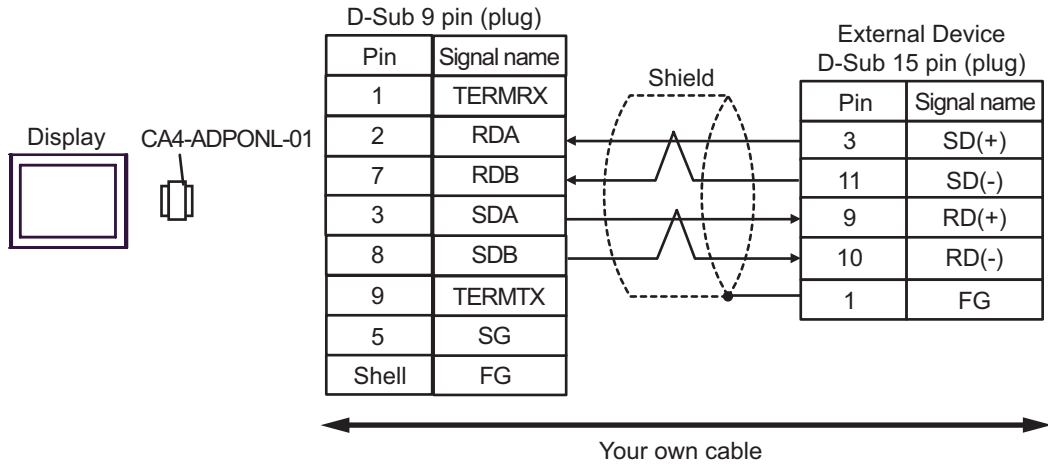 D-Sub 9 pin (plug)
External Device
D-Sub 15 pin (plug)
Display
CA4-ADPONL-01
Shield
Pin Signal name
1 TERMRX
2 RDA
7 RDB
3 SDA
8 SDB
9 TERMTX
5 SG
Shell FG
Pin Signal name
3 SD(+)
11 SD(-)
9 RD(+)
10 RD(-)
1 FG
Your own cable